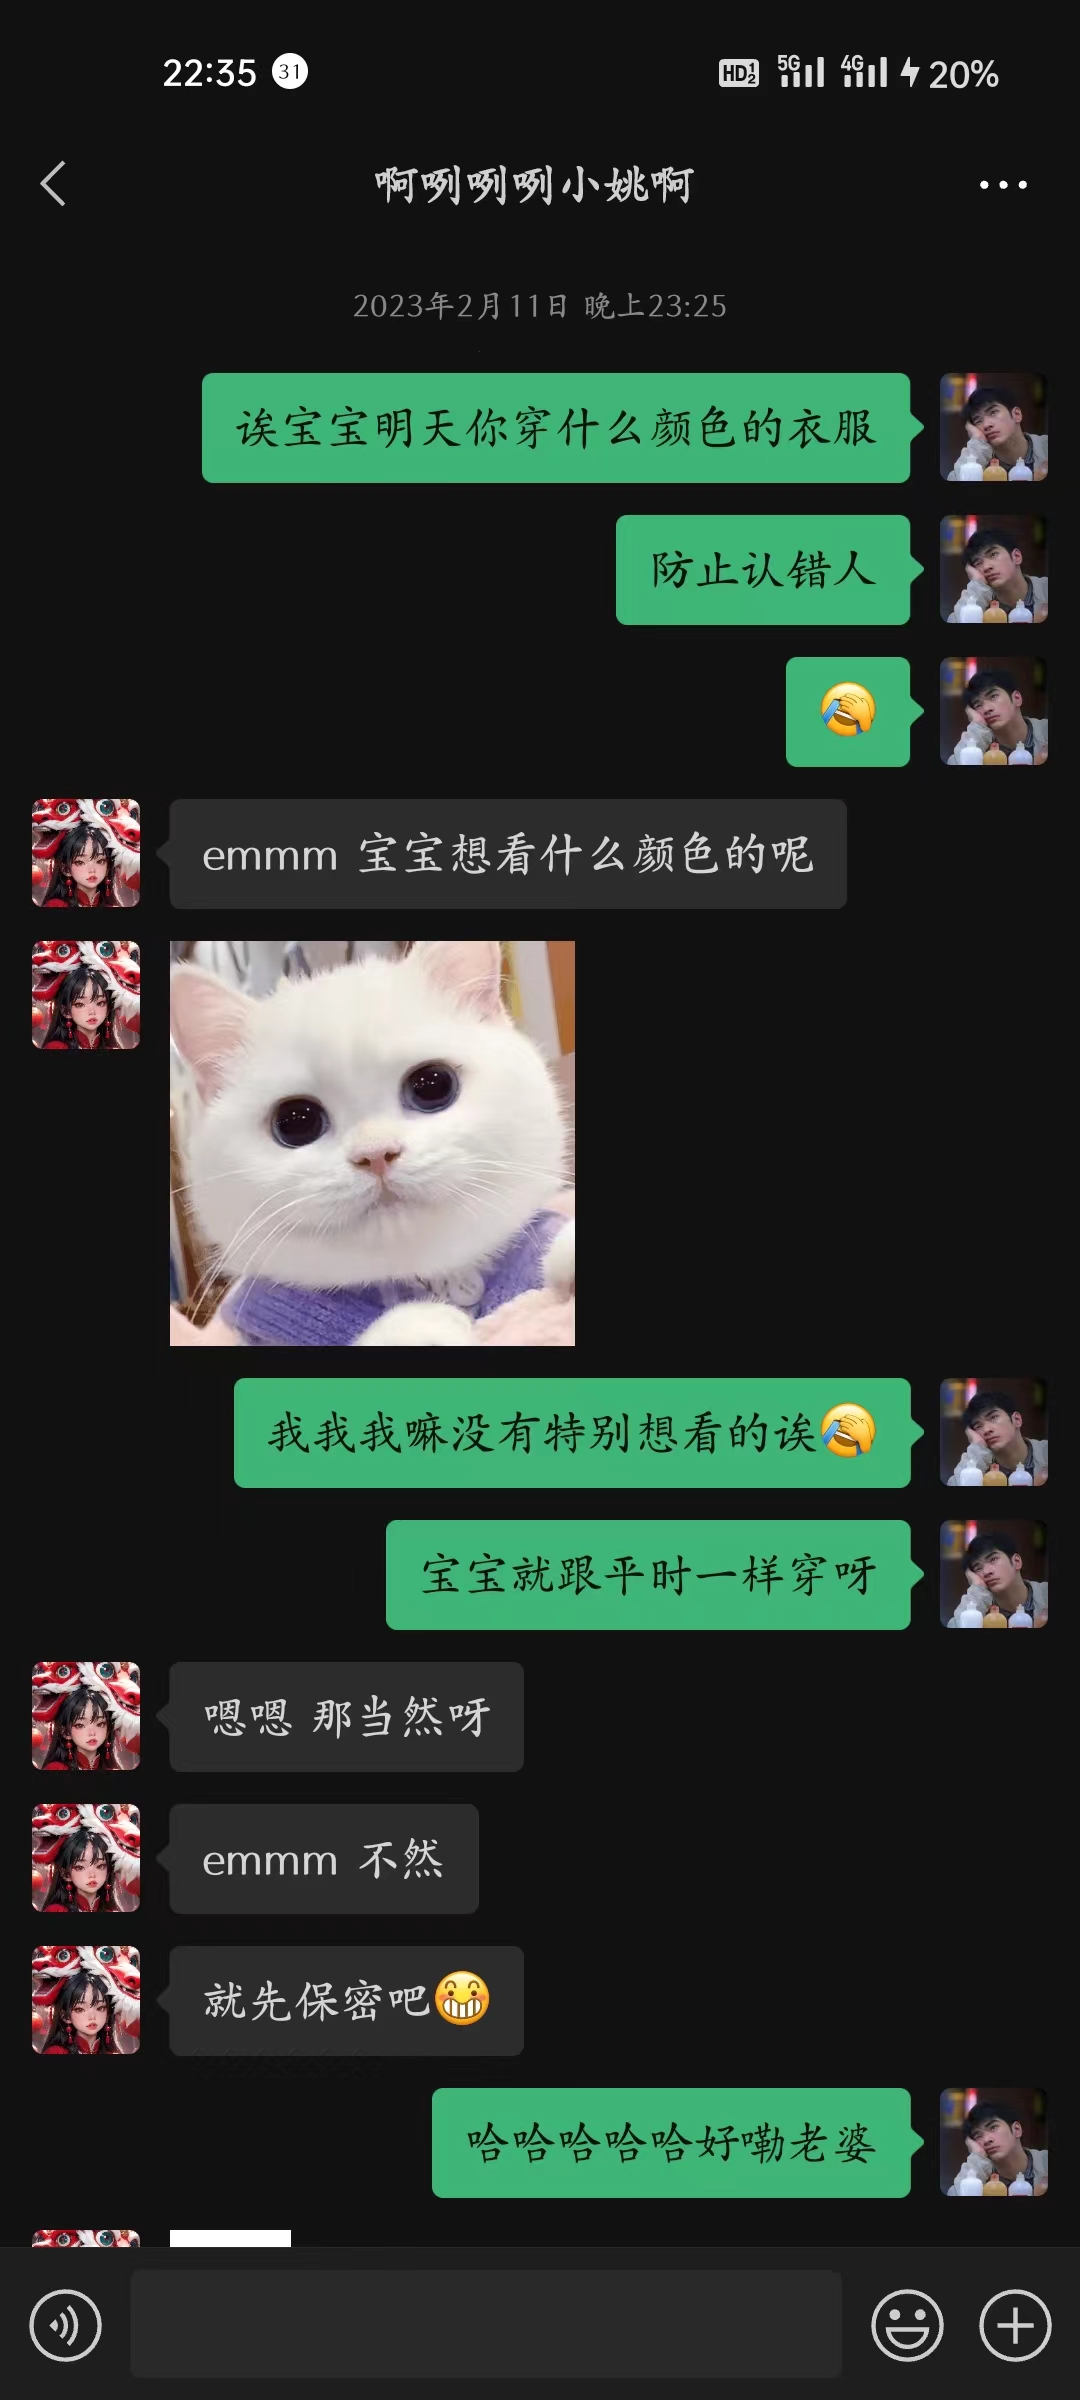 22:35 31 HD 1 2 5G 4G 20%
啊咧咧咧小姚啊
2023年2月11日 晚上23:25
诶宝宝明天你穿什么颜色的衣服
防止认错人
emmm 宝宝想看什么颜色的呢
我我我嘛没有特别想看的诶
宝宝就跟平时一样穿呀
嗯嗯 那当然呀
emmm 不然
就先保密吧
哈哈哈哈哈好嘞老婆